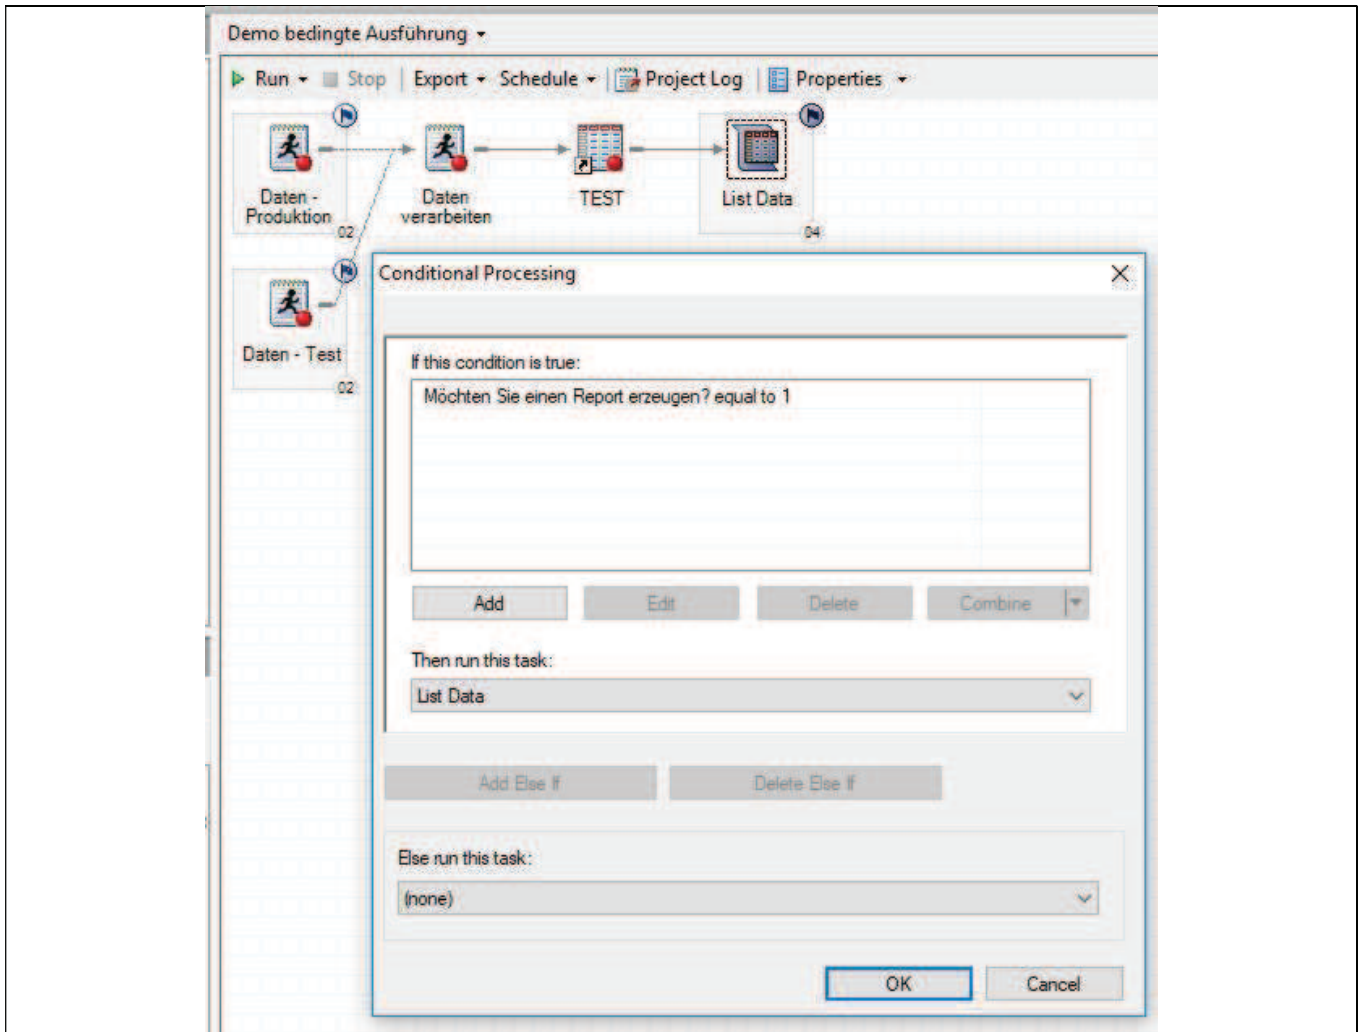 Demo bedingte Ausführung
Run Stop Export Schedule Project Log Properties
Daten -
Produktion
02
Daten
verarbeiten
TEST
List Data
04
Daten - Test
02
Conditional Processing
If this condition is true:
Möchten Sie einen Report erzeugen? equal to 1
Add Edit Delete Combine
Then run this task:
List Data
Add Else If Delete Else If
Else run this task:
(none)
OK Cancel